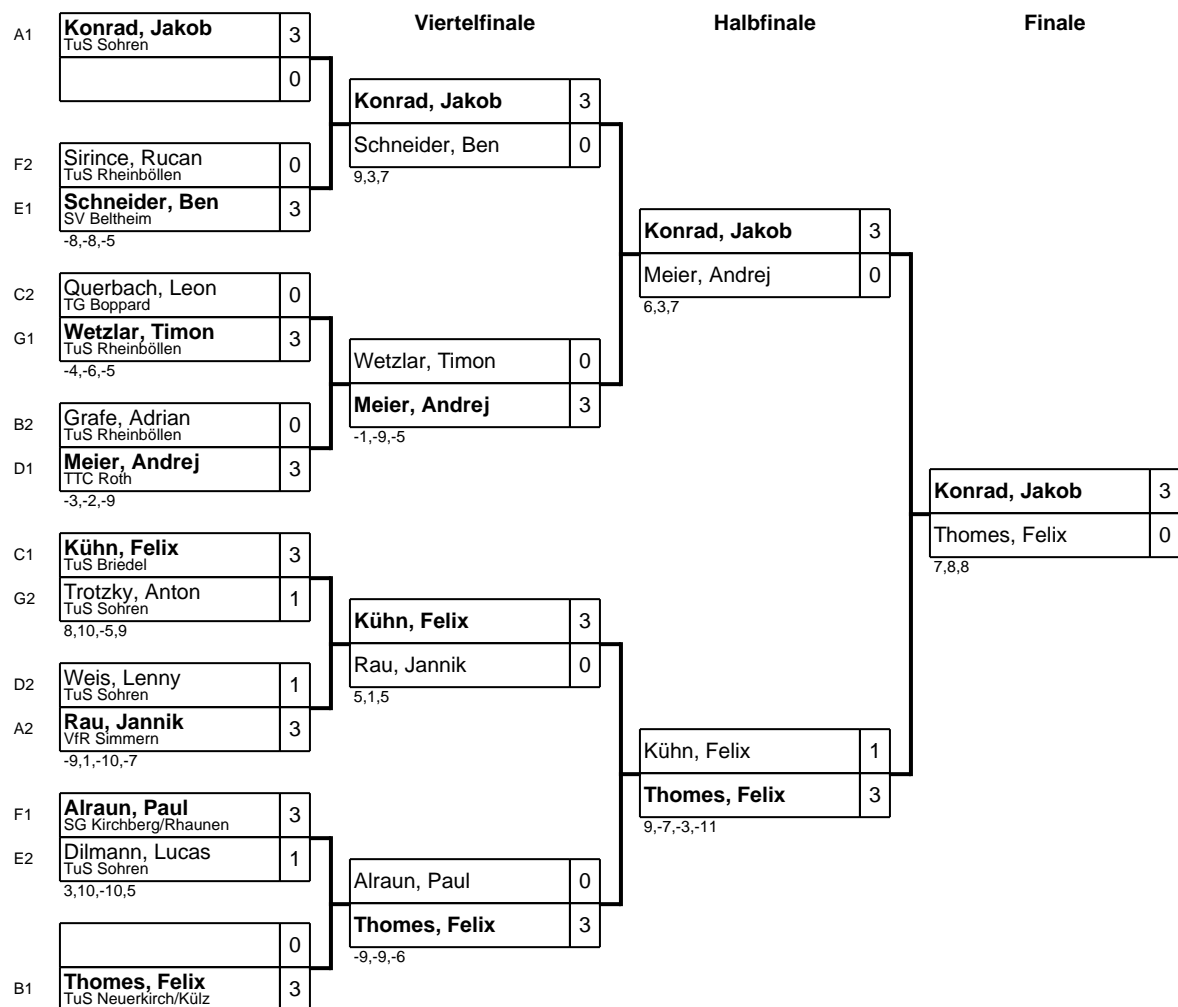 Viertelfinale
Halbfinale
Finale
A1
Konrad, Jakob
TuS Sohren
3
0
F2
Sirince, Rucan
TuS Rheinböllen
0
E1
Schneider, Ben
SV Beltheim
3
-8,-8,-5
C2
Querbach, Leon
TG Boppard
0
G1
Wetzlar, Timon
TuS Rheinböllen
3
-4,-6,-5
B2
Grafe, Adrian
TuS Rheinböllen
0
D1
Meier, Andrej
TTC Roth
3
-3,-2,-9
C1
Kühn, Felix
TuS Briedel
3
G2
Trotzky, Anton
TuS Sohren
1
8,10,-5,9
D2
Weis, Lenny
TuS Sohren
1
A2
Rau, Jannik
VfR Simmern
3
-9,1,-10,-7
F1
Alraun, Paul
SG Kirchberg/Rhaunen
3
E2
Dilmann, Lucas
TuS Sohren
1
3,10,-10,5
0
B1
Thomes, Felix
TuS Neuerkirch/Külz
3
Konrad, Jakob
3
Schneider, Ben
0
9,3,7
Wetzlar, Timon
0
Meier, Andrej
3
-1,-9,-5
Kühn, Felix
3
Rau, Jannik
0
5,1,5
Alraun, Paul
0
Thomes, Felix
3
-9,-9,-6
Konrad, Jakob
3
Meier, Andrej
0
6,3,7
Kühn, Felix
1
Thomes, Felix
3
9,-7,-3,-11
Konrad, Jakob
3
Thomes, Felix
0
7,8,8